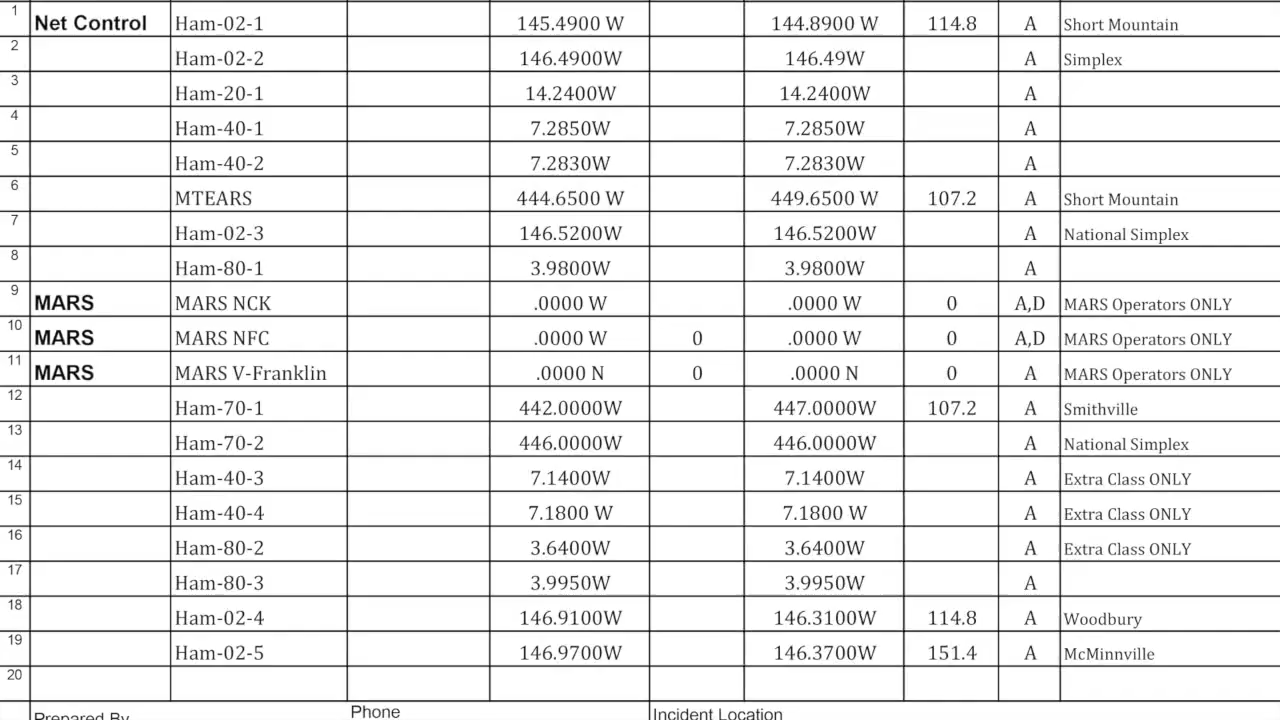 1 Net Control Ham-02-1 145.4900 W 144.8900 W 114.8 A Short Mountain
2 Ham-02-2 146.4900W 146.49W A Simplex
3 Ham-20-1 14.2400W 14.2400W A
4 Ham-40-1 7.2850W 7.2850W A
5 Ham-40-2 7.2830W 7.2830W A
6 MTEARS 444.6500 W 449.6500 W 107.2 A Short Mountain
7 Ham-02-3 146.5200W 146.5200W A National Simplex
8 Ham-80-1 3.9800W 3.9800W A
9 MARS MARS NCK .0000 W .0000 W 0 A,D MARS Operators ONLY
10 MARS MARS NFC .0000 W 0 .0000 W 0 A,D MARS Operators ONLY
11 MARS MARS V-Franklin .0000 N 0 .0000 N 0 A MARS Operators ONLY
12 Ham-70-1 442.0000W 447.0000W 107.2 A Smithville
13 Ham-70-2 446.0000W 446.0000W A National Simplex
14 Ham-40-3 7.1400W 7.1400W A Extra Class ONLY
15 Ham-40-4 7.1800 W 7.1800 W A Extra Class ONLY
16 Ham-80-2 3.6400W 3.6400W A Extra Class ONLY
17 Ham-80-3 3.9950W 3.9950W A
18 Ham-02-4 146.9100W 146.3100W 114.8 A Woodbury
19 Ham-02-5 146.9700W 146.3700W 151.4 A McMinnville
20
Prepared By Phone Incident Location